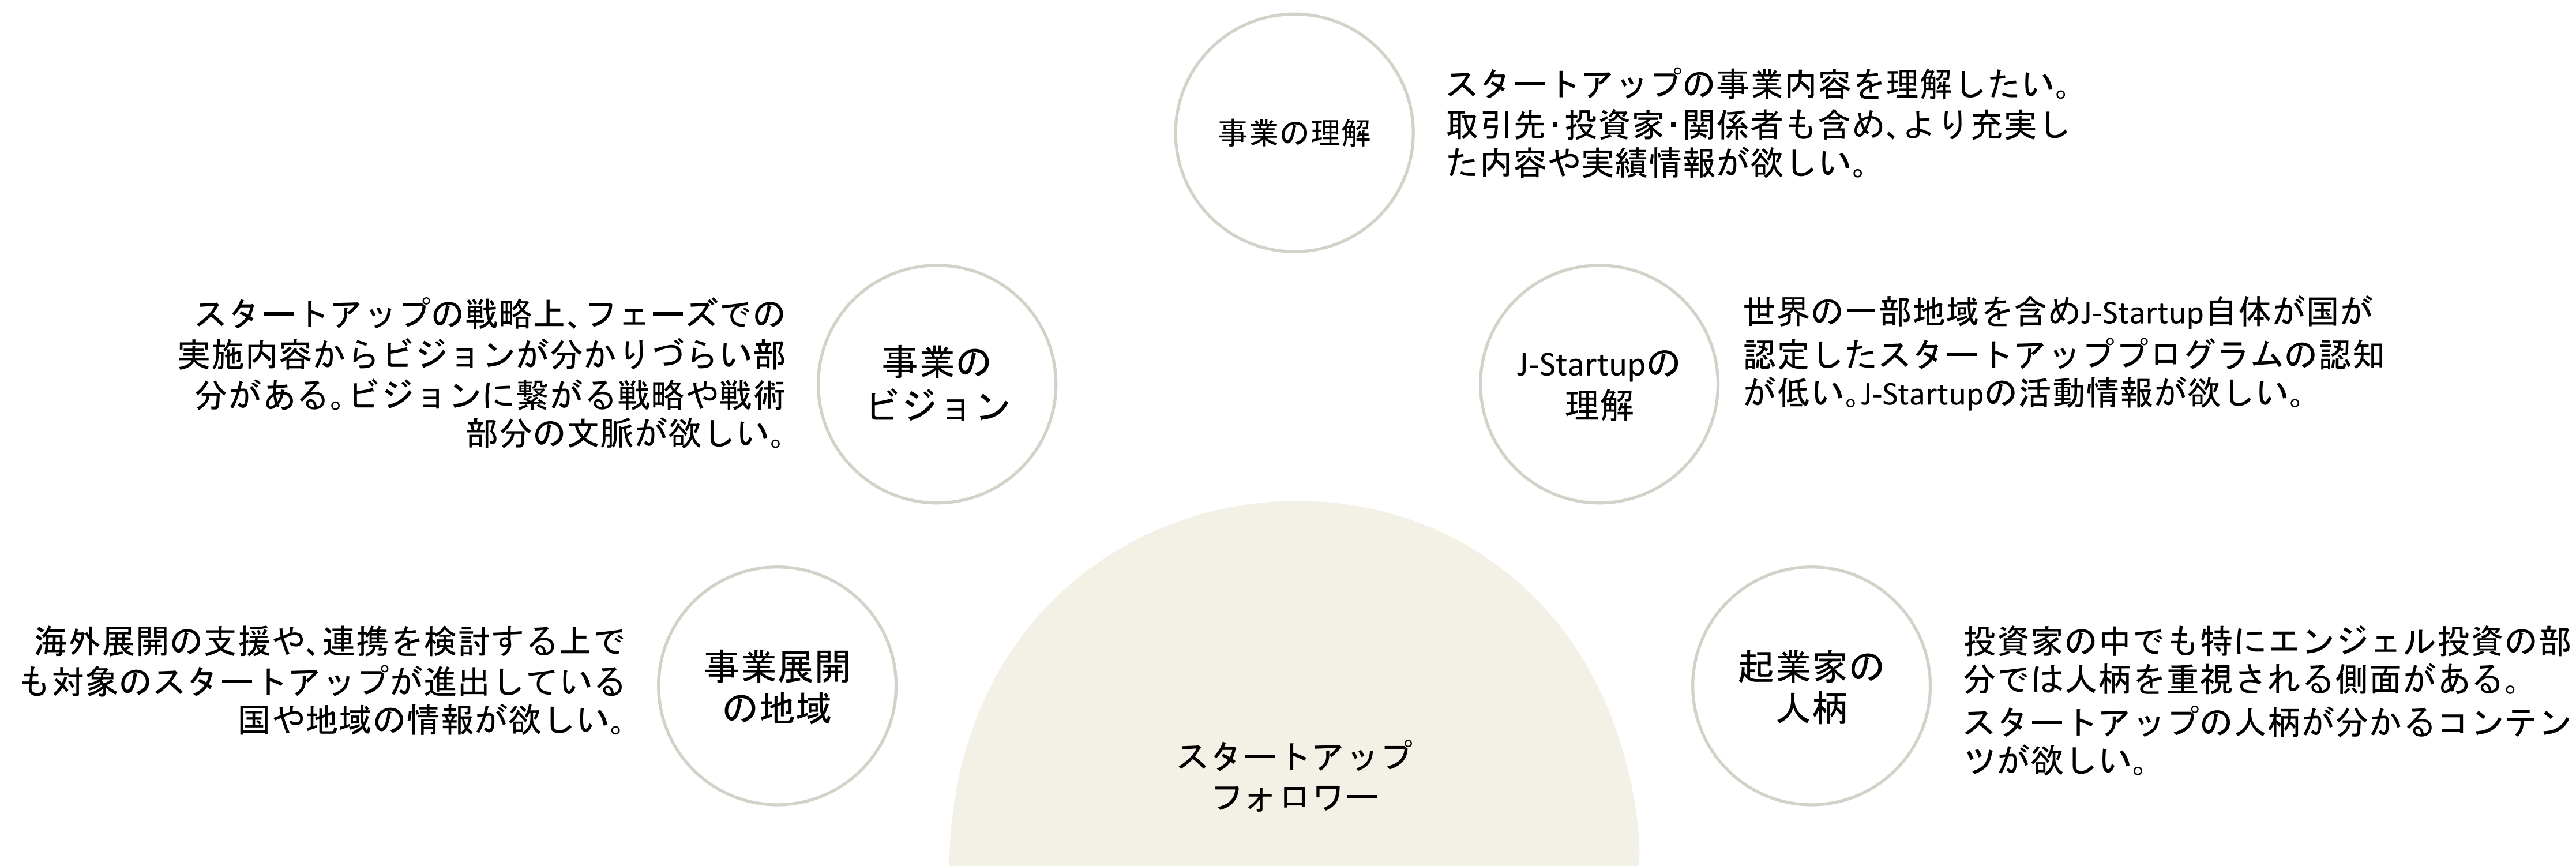 事業の理解
スタートアップの事業内容を理解したい。
取引先･投資家･関係者も含め、より充実し
た内容や実績情報が欲しい。
スタートアップの戦略上、フェーズでの
実施内容からビジョンが分かりづらい部
分がある。ビジョンに繋がる戦略や戦術
部分の文脈が欲しい。
事業の
ビジョン
J-Startupの
理解
世界の一部地域を含めJ-Startup自体が国が
認定したスタートアッププログラムの認知
が低い。J-Startupの活動情報が欲しい。
海外展開の支援や、連携を検討する上で
も対象のスタートアップが進出している
国や地域の情報が欲しい。
事業展開
の地域
スタートアップ
フォロワー
起業家の
人柄
投資家の中でも特にエンジェル投資の部
分では人柄を重視される側面がある。
スタートアップの人柄が分かるコンテン
ツが欲しい。